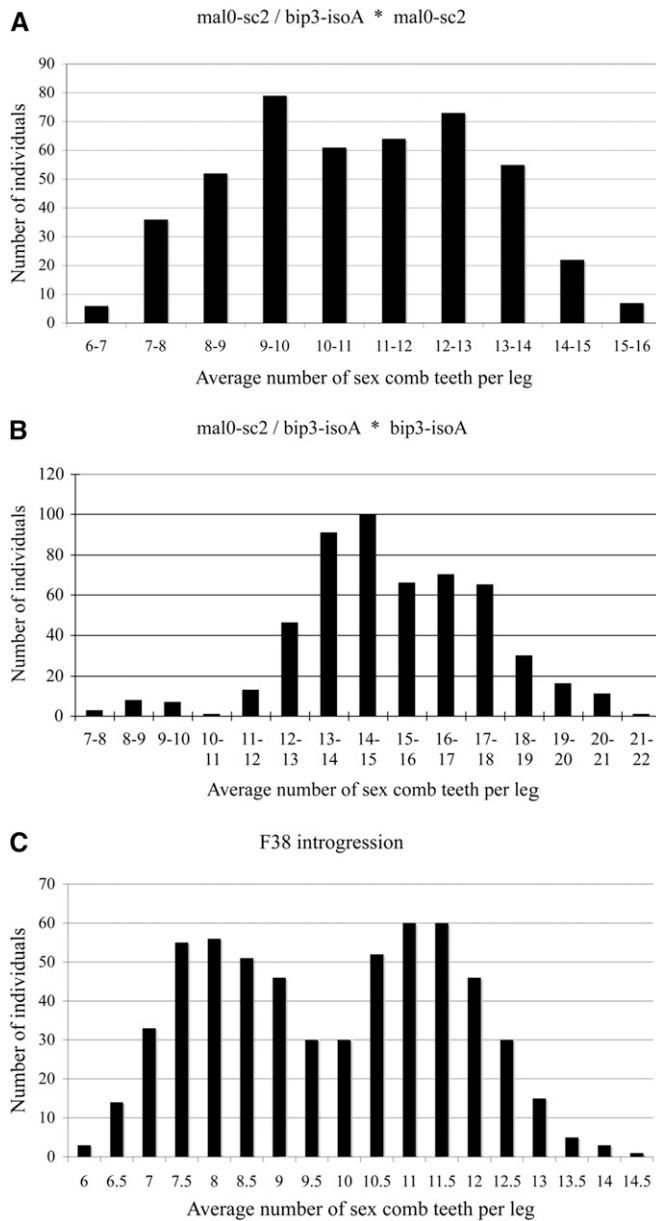 A
mal0-sc2 / bip3-isoA * mal0-sc2
Number of individuals
90
80
70
60
50
40
30
20
10
0
6-7 7-8 8-9 9-10 10-11 11-12 12-13 13-14 14-15 15-16
Average number of sex comb teeth per leg
B
mal0-sc2 / bip3-isoA * bip3-isoA
Number of individuals
120
100
80
60
40
20
0
7-8 8-9 9-10 10- 11- 12- 13- 14- 15- 16- 17- 18- 19- 20- 21-
11 12 13 14 15 16 17 18 19 20 21 22
Average number of sex comb teeth per leg
C
F38 introgression
Number of individuals
70
60
50
40
30
20
10
0
6 6.5 7 7.5 8 8.5 9 9.5 10 10.5 11 11.5 12 12.5 13 13.5 14 14.5
Average number of sex comb teeth per leg